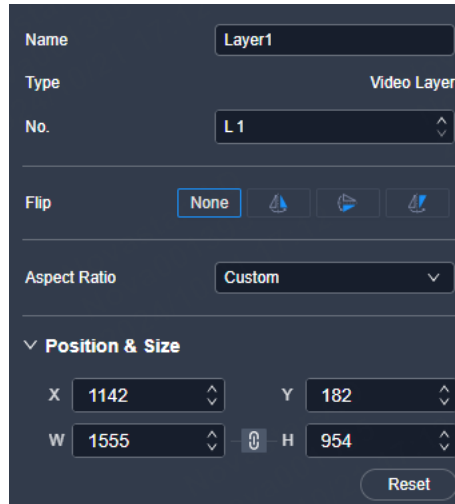 Name Layer1
Type Video Layer
No. L 1
Flip None
Aspect Ratio Custom
Position & Size
X 1142 Y 182
W 1555 H 954
Reset